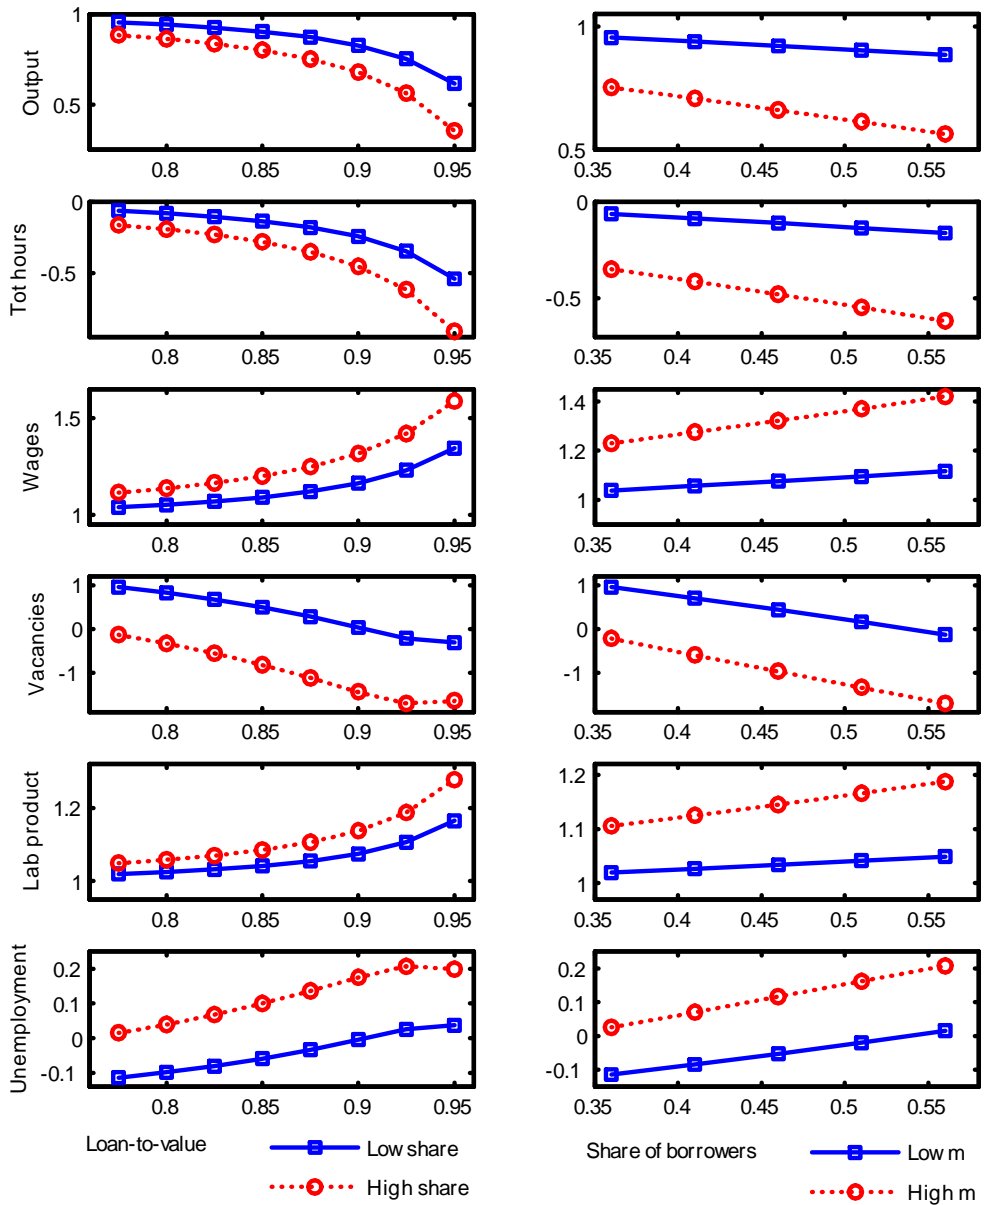 1
0.5
Output
0.8 0.85 0.9 0.95
1
0.5
0.35 0.4 0.45 0.5 0.55
0
-0.5
Tot hours
0.8 0.85 0.9 0.95
0
-0.5
0.35 0.4 0.45 0.5 0.55
1.5
1
Wages
0.8 0.85 0.9 0.95
1.4
1.2
1
0.35 0.4 0.45 0.5 0.55
1
0
-1
Vacancies
0.8 0.85 0.9 0.95
1
0
-1
0.35 0.4 0.45 0.5 0.55
1.2
1
Lab product
0.8 0.85 0.9 0.95
1.2
1.1
1
0.35 0.4 0.45 0.5 0.55
0.2
0.1
0
-0.1
Unemployment
0.8 0.85 0.9 0.95
0.2
0.1
0
-0.1
0.35 0.4 0.45 0.5 0.55
Loan-to-value
Low share
High share
Share of borrowers
Low m
High m